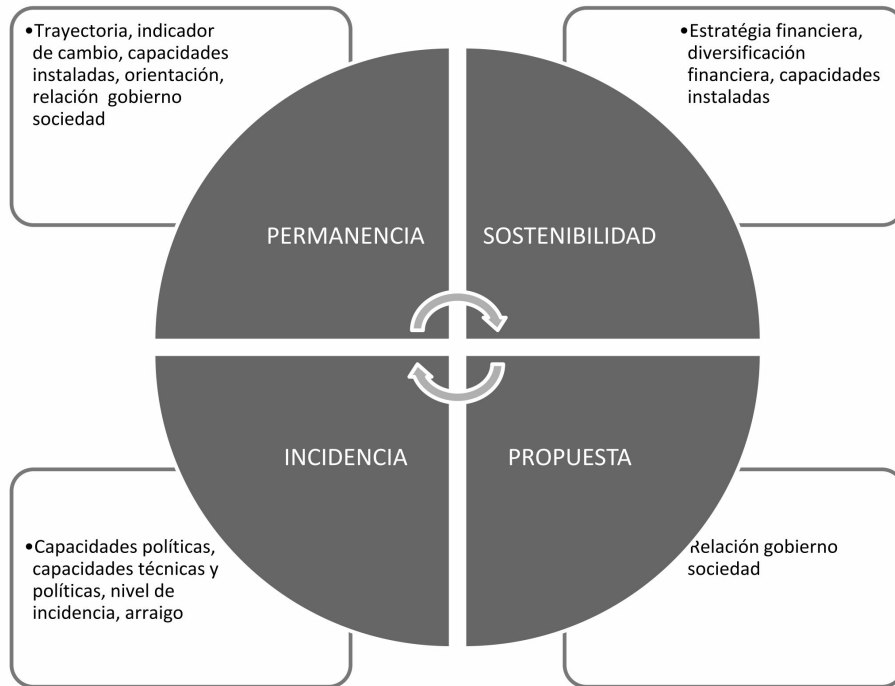 •Trayectoria, indicador
de cambio, capacidades
instaladas, orientación,
relación gobierno
sociedad
•Estratégia financiera,
diversificación
financiera, capacidades
instaladas
PERMANENCIA
SOSTENIBILIDAD
INCIDENCIA
PROPUESTA
•Capacidades políticas,
capacidades técnicas y
políticas, nivel de
incidencia, arraigo
Relación gobierno
sociedad